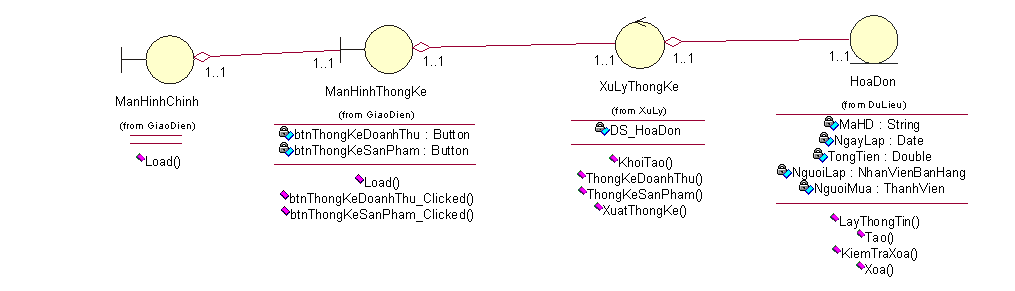 1..1
1..1
1..1
1..1
1..1
1..1
ManHinhChinh
(from GiaoDien)
Load()
ManHinhThongKe
(from GiaoDien)
btnThongKeDoanhThu : Button
btnThongKeSanPham : Button
Load()
btnThongKeDoanhThu_Clicked()
btnThongKeSanPham_Clicked()
XuLyThongKe
(from XuLy)
DS_HoaDon
KhoiTao()
ThongKeDoanhThu()
ThongKeSanPham()
XuatThongKe()
HoaDon
(from DuLieu)
MaHD : String
NgayLap : Date
TongTien : Double
NguoiLap : NhanVienBanHang
NguoiMua : ThanhVien
LayThongTin()
Tao()
KiemTraXoa()
Xoa()